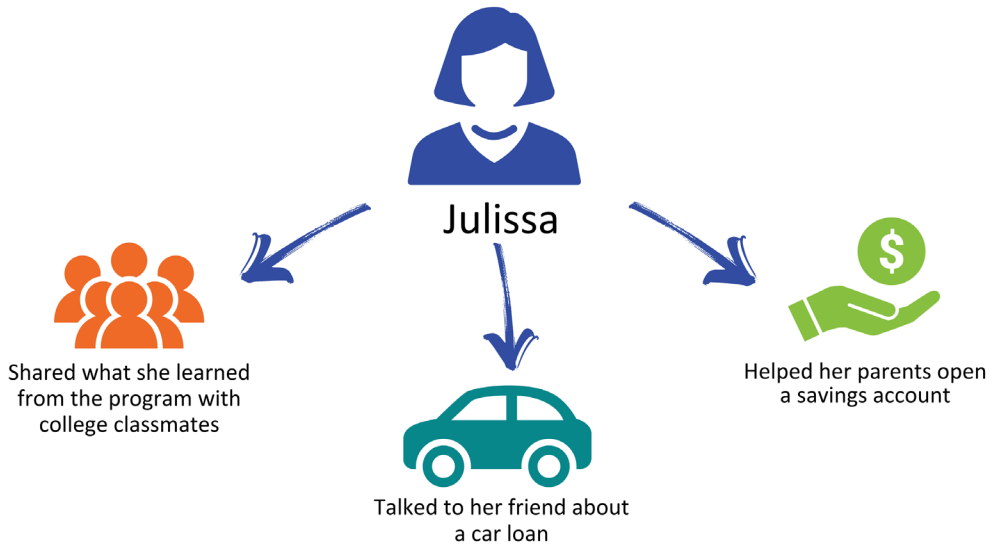 Julissa
$
Shared what she learned
from the program with
college classmates
Talked to her friend about
a car loan
Helped her parents open
a savings account